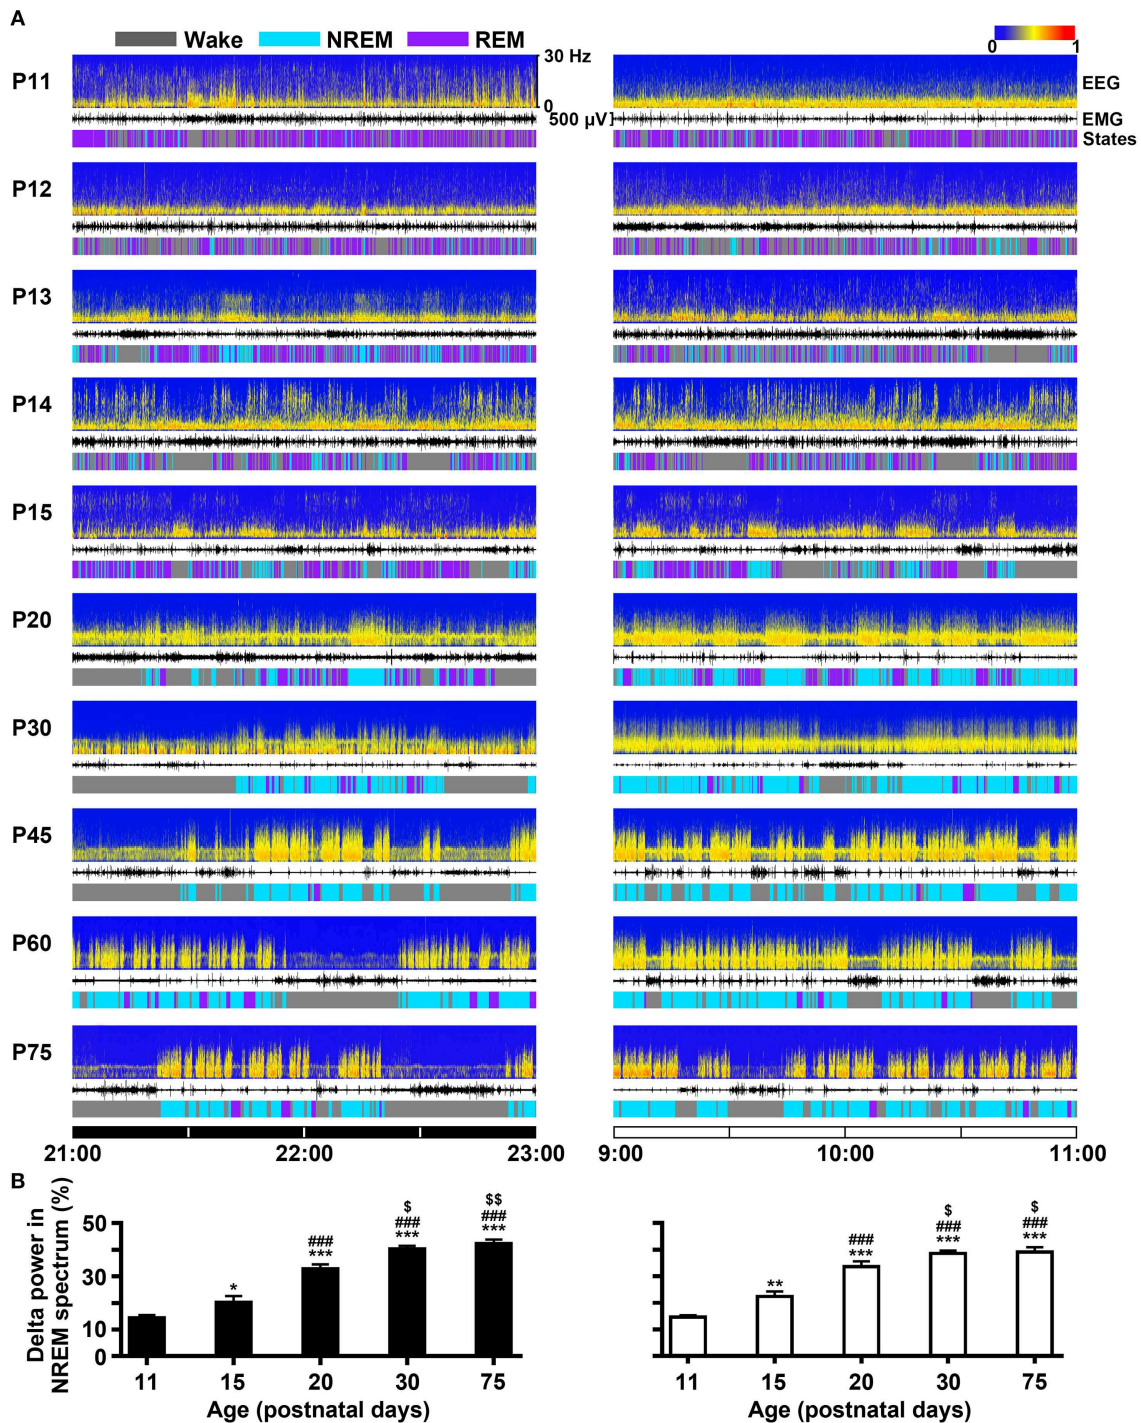 A
Wake NREM REM
0 1
P11
30 Hz
0
500 µV
EEG
EMG
States
P12
P13
P14
P15
P20
P30
P45
P60
P75
21:00 22:00 23:00
9:00 10:00 11:00
B
Delta power in
NREM spectrum (%)
50
30
10
0
*
###
***
$
###
***
$$
###
***
11 15 20 30 75
Age (postnatal days)
**
###
***
$
###
***
$
###
***
11 15 20 30 75
Age (postnatal days)